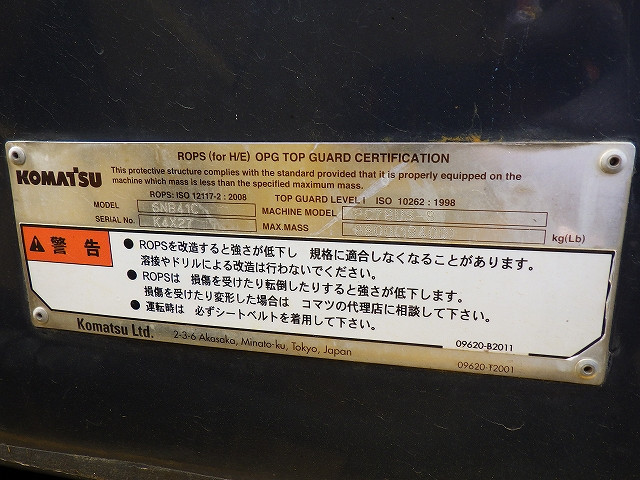 ROPS (for H/E) OPG TOP GUARD CERTIFICATION
KOMATSU
This protective structure complies with the standard provided that it is properly equipped on the
machine which mass is less than the specified maximum mass.
ROPS: ISO 12117-2 : 2008 TOP GUARD LEVEL I ISO 10262 : 1998
MODEL MACHINE MODEL
SERIAL No. K4X27 MAX.MASS kg(Lb)
警告
● ROPSを改造すると強さが低下し 規格に適合しなくなることがあります。
溶接やドリルによる改造は行わないでください。
● ROPSは 損傷を受けたり転倒したりすると強さが低下します。
損傷を受けたり変形した場合は コマツの代理店に相談して下さい。
● 運転時は 必ずシートベルトを着用して下さい。
09620-B2011
Komatsu Ltd. 2-3-6 Akasaka, Minato-ku, Tokyo, Japan
09620-T2001